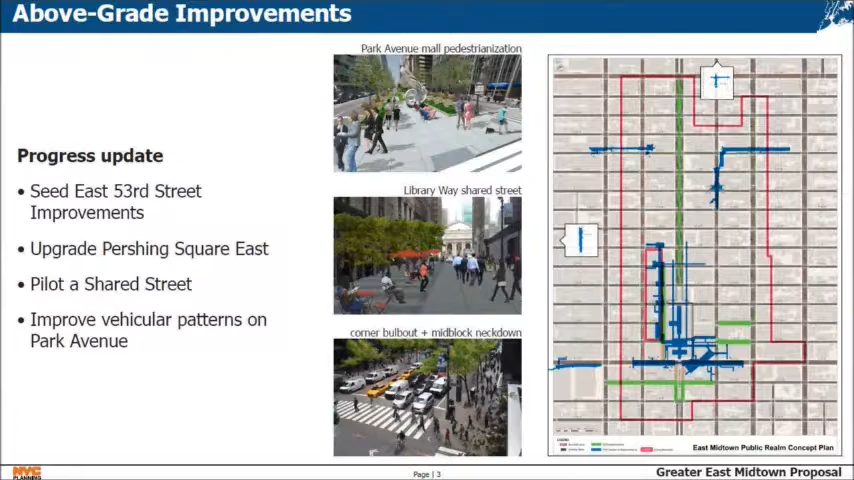 Above-Grade Improvements
Progress update
• Seed East 53rd Street
Improvements
• Upgrade Pershing Square East
• Pilot a Shared Street
• Improve vehicular patterns on
Park Avenue
Park Avenue mall pedestrianization
Library Way shared street
corner bulbout + midblock neckdown
East Midtown Public Realm Concept Plan
NYC
PLANNING
Page | 3
Greater East Midtown Proposal